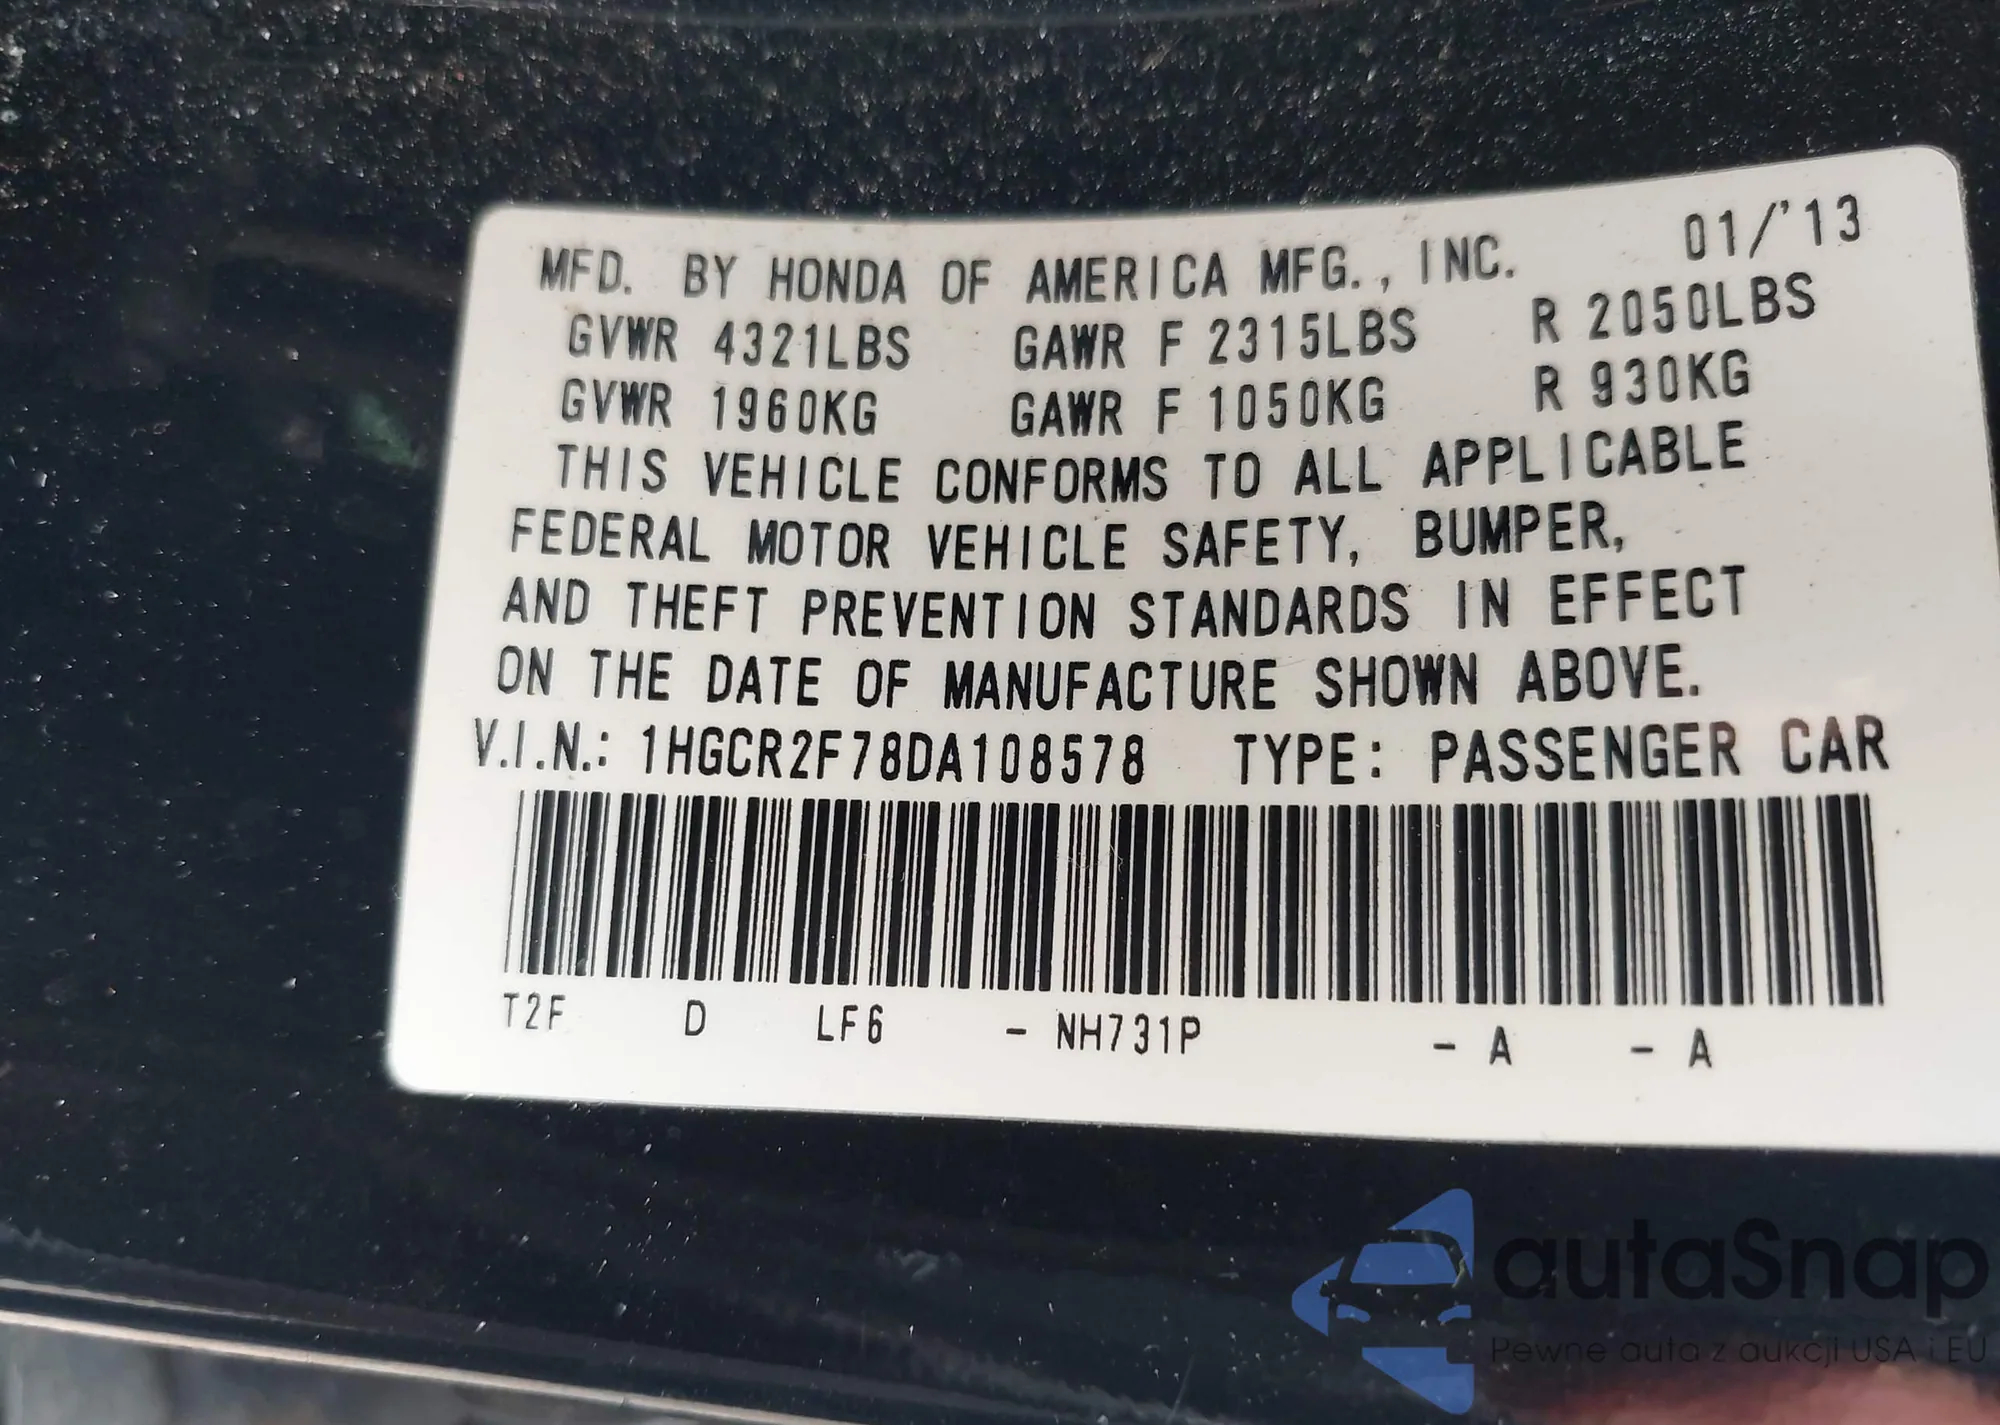 MFD. BY HONDA OF AMERICA MFG., INC. 01/'13
GVWR 4321LBS GAWR F 2315LBS R 2050LBS
GVWR 1960KG GAWR F 1050KG R 930KG
THIS VEHICLE CONFORMS TO ALL APPLICABLE
FEDERAL MOTOR VEHICLE SAFETY, BUMPER,
AND THEFT PREVENTION STANDARDS IN EFFECT
ON THE DATE OF MANUFACTURE SHOWN ABOVE.
V.I.N.: 1HGCR2F78DA108578 TYPE: PASSENGER CAR
T2F D LF6 - NH731P - A - A
autaSnap
Pewne auta z aukcji USA i EU